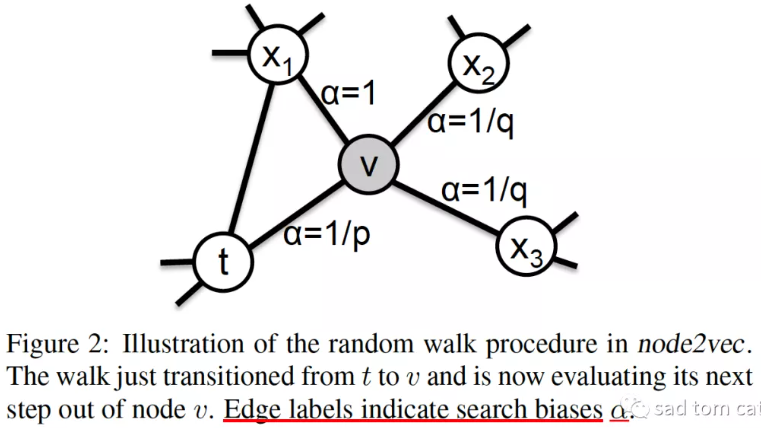 x1
x2
α=1
α=1/q
v
α=1/q
α=1/p
t
x3
Figure 2: Illustration of the random walk procedure in node2vec.
The walk just transitioned from t to v and is now evaluating its next
step out of node v. Edge labels indicate search biases α.
sad tom cat